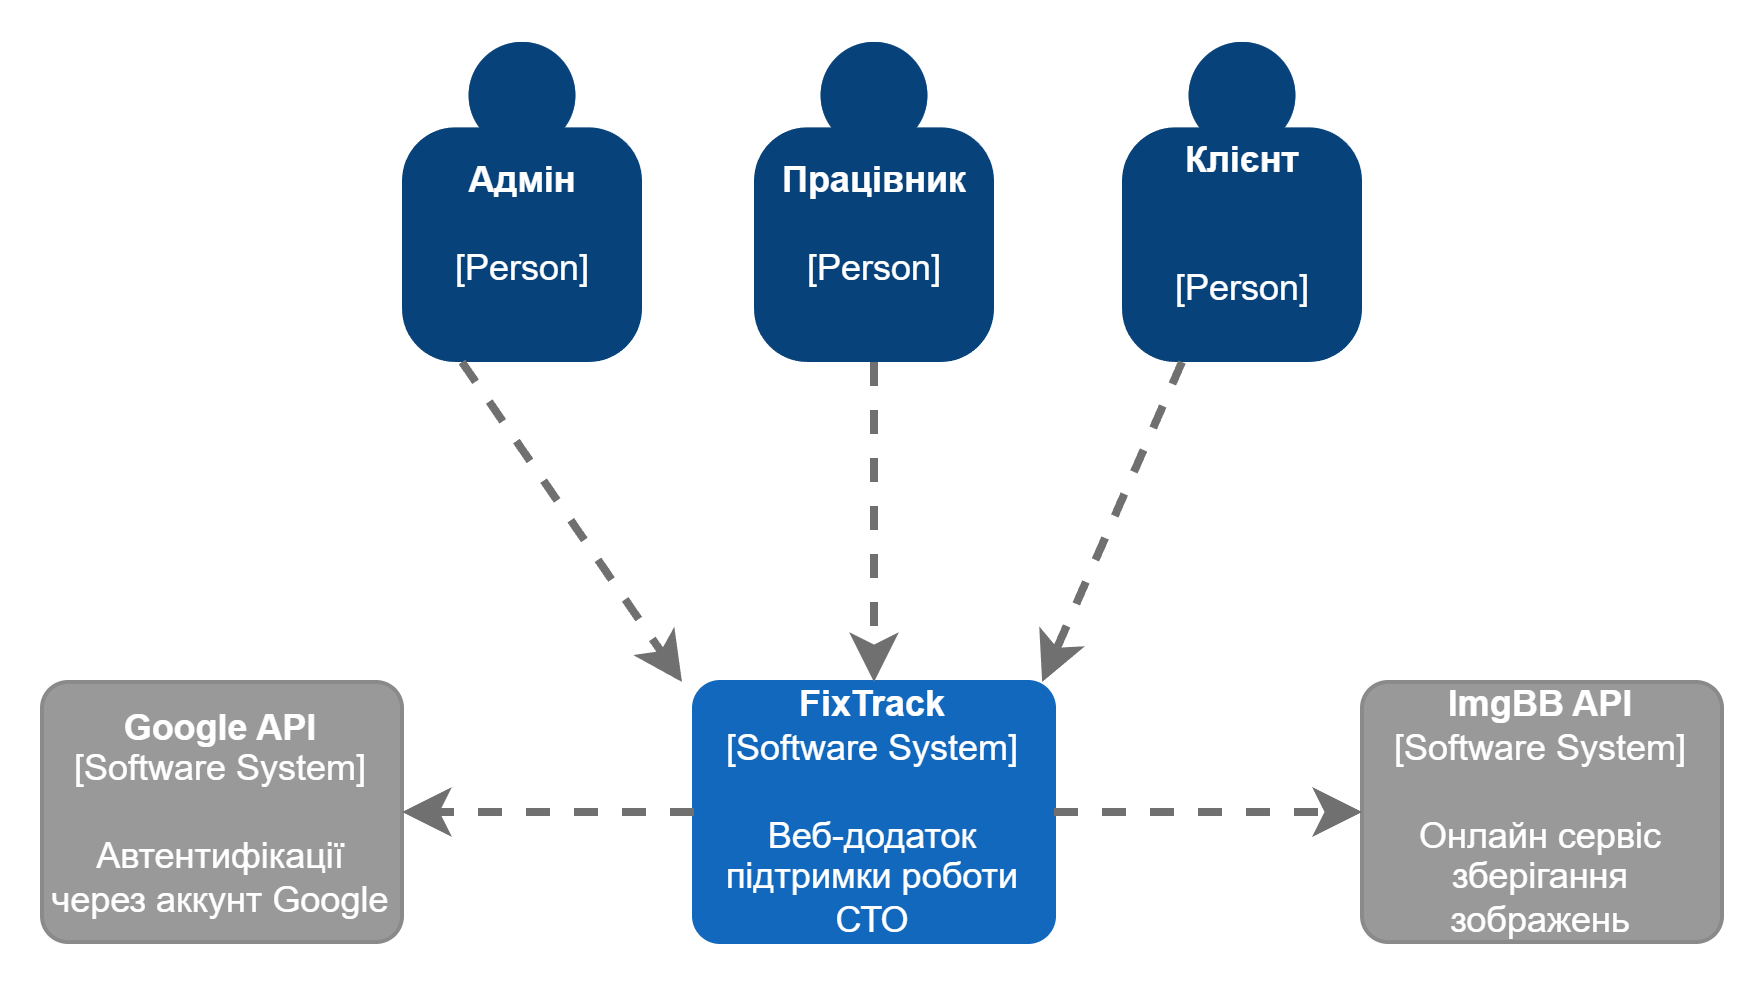 Адмін
[Person]
Працівник
[Person]
Клієнт
[Person]
Google API
[Software System]
Автентифікації
через аккунт Google
FixTrack
[Software System]
Веб-додаток
підтримки роботи
СТО
ImgBB API
[Software System]
Онлайн сервіс
зберігання
зображень